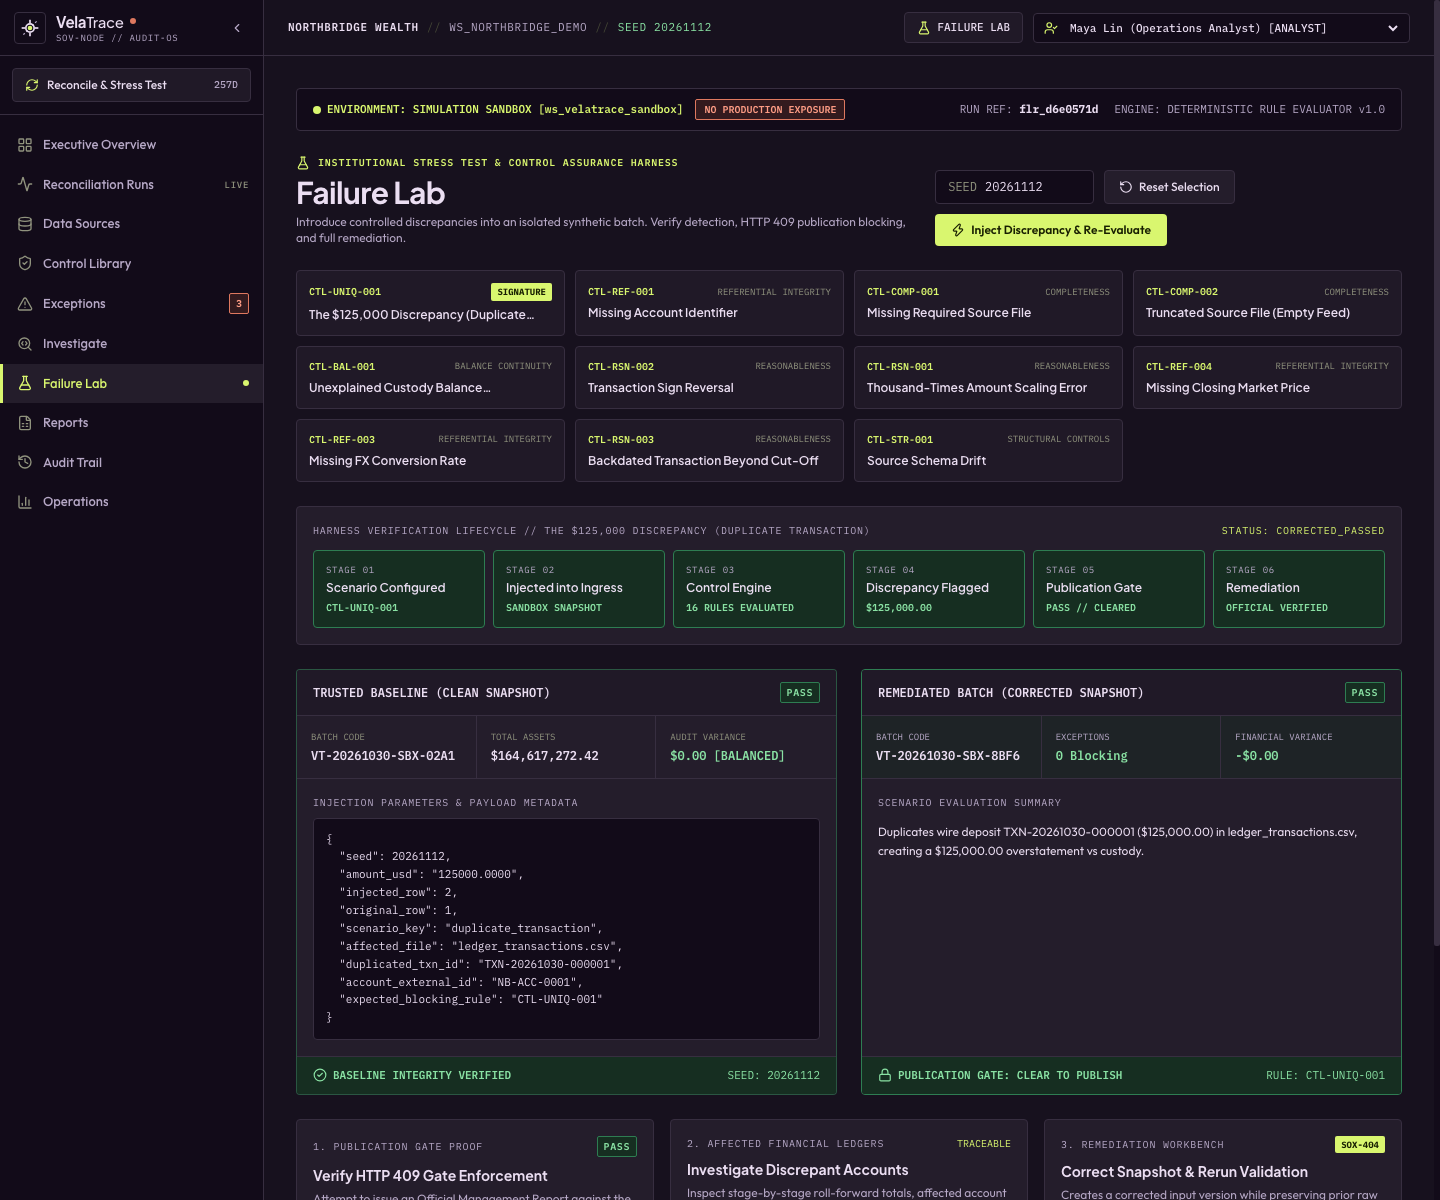 VelaTrace
SOV-NODE // AUDIT-OS
Reconcile & Stress Test 257D
Executive Overview
Reconciliation Runs LIVE
Data Sources
Control Library
Exceptions 3
Investigate
Failure Lab
Reports
Audit Trail
Operations
NORTHBRIDGE WEALTH // WS_NORTHBRIDGE_DEMO // SEED 20261112
FAILURE LAB
Maya Lin (Operations Analyst) [ANALYST]
ENVIRONMENT: SIMULATION SANDBOX [ws_velatrace_sandbox] NO PRODUCTION EXPOSURE RUN REF: flr_d6e0571d ENGINE: DETERMINISTIC RULE EVALUATOR v1.0
INSTITUTIONAL STRESS TEST & CONTROL ASSURANCE HARNESS
Failure Lab
Introduce controlled discrepancies into an isolated synthetic batch. Verify detection, HTTP 409 publication blocking,
and full remediation.
SEED 20261112
Reset Selection
Inject Discrepancy & Re-Evaluate
CTL-UNIQ-001 SIGNATURE
The $125,000 Discrepancy (Duplicate...
CTL-REF-001 REFERENTIAL INTEGRITY
Missing Account Identifier
CTL-COMP-001 COMPLETENESS
Missing Required Source File
CTL-COMP-002 COMPLETENESS
Truncated Source File (Empty Feed)
CTL-BAL-001 BALANCE CONTINUITY
Unexplained Custody Balance...
CTL-RSN-002 REASONABLENESS
Transaction Sign Reversal
CTL-RSN-001 REASONABLENESS
Thousand-Times Amount Scaling Error
CTL-REF-004 REFERENTIAL INTEGRITY
Missing Closing Market Price
CTL-REF-003 REFERENTIAL INTEGRITY
Missing FX Conversion Rate
CTL-RSN-003 REASONABLENESS
Backdated Transaction Beyond Cut-Off
CTL-STR-001 STRUCTURAL CONTROLS
Source Schema Drift
HARNESS VERIFICATION LIFECYCLE // THE $125,000 DISCREPANCY (DUPLICATE TRANSACTION) STATUS: CORRECTED_PASSED
STAGE 01
Scenario Configured
CTL-UNIQ-001
STAGE 02
Injected into Ingress
SANDBOX SNAPSHOT
STAGE 03
Control Engine
16 RULES EVALUATED
STAGE 04
Discrepancy Flagged
$125,000.00
STAGE 05
Publication Gate
PASS // CLEARED
STAGE 06
Remediation
OFFICIAL VERIFIED
TRUSTED BASELINE (CLEAN SNAPSHOT) PASS
BATCH CODE
VT-20261030-SBX-02A1
TOTAL ASSETS
$164,617,272.42
AUDIT VARIANCE
$0.00 [BALANCED]
INJECTION PARAMETERS & PAYLOAD METADATA
{
"seed": 20261112,
"amount_usd": "125000.0000",
"injected_row": 2,
"original_row": 1,
"scenario_key": "duplicate_transaction",
"affected_file": "ledger_transactions.csv",
"duplicated_txn_id": "TXN-20261030-000001",
"account_external_id": "NB-ACC-0001",
"expected_blocking_rule": "CTL-UNIQ-001"
}
BASELINE INTEGRITY VERIFIED SEED: 20261112
REMEDIATED BATCH (CORRECTED SNAPSHOT) PASS
BATCH CODE
VT-20261030-SBX-8BF6
EXCEPTIONS
0 Blocking
FINANCIAL VARIANCE
-$0.00
SCENARIO EVALUATION SUMMARY
Duplicates wire deposit TXN-20261030-000001 ($125,000.00) in ledger_transactions.csv,
creating a $125,000.00 overstatement vs custody.
PUBLICATION GATE: CLEAR TO PUBLISH RULE: CTL-UNIQ-001
1. PUBLICATION GATE PROOF PASS
Verify HTTP 409 Gate Enforcement
Attempt to issue an Official Management Report against the
2. AFFECTED FINANCIAL LEDGERS TRACEABLE
Investigate Discrepant Accounts
Inspect stage-by-stage roll-forward totals, affected account
3. REMEDIATION WORKBENCH SOX-404
Correct Snapshot & Rerun Validation
Creates a corrected input version while preserving prior raw